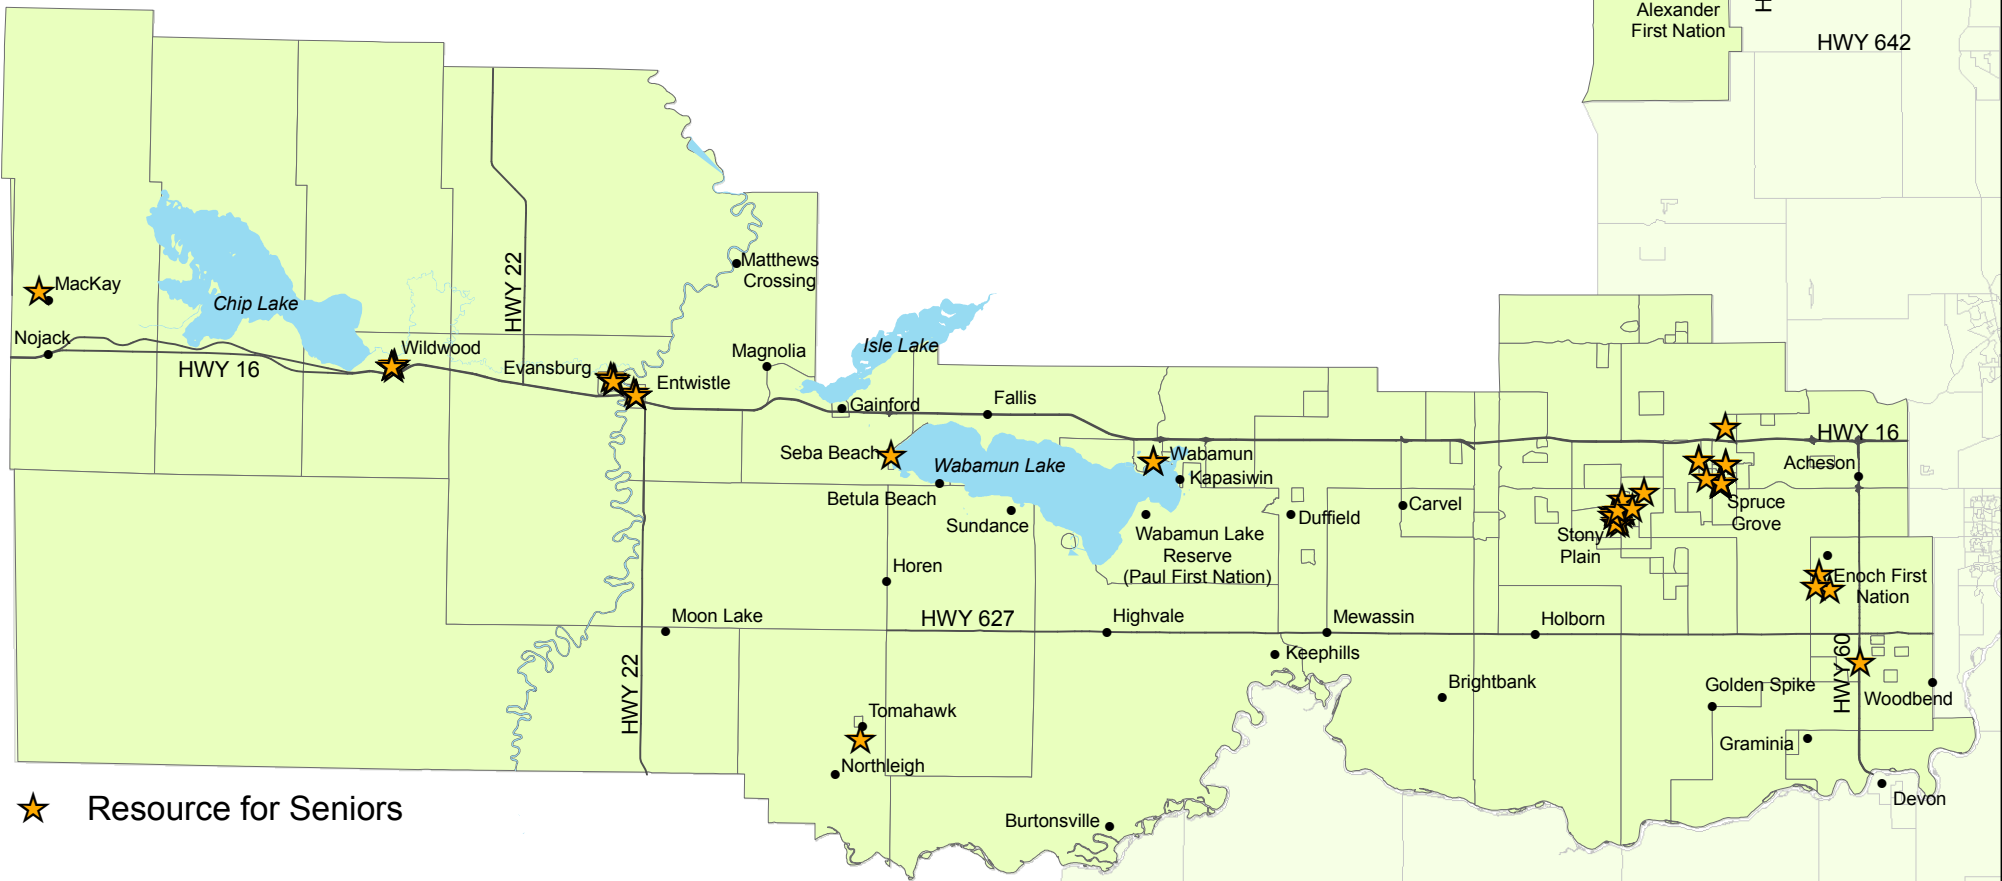 Alexander
First Nation
H
HWY 642
Matthews
Crossing
HWY 22
MacKay
Chip Lake
Nojack
HWY 16
Wildwood
Evansburg
Entwistle
Magnolia
Isle Lake
Gainford
Fallis
HWY 16
Seba Beach
Wabamun Lake
Wabamun
Kapasiwin
Acheson
Betula Beach
Sundance
Duffield
Carvel
Spruce
Grove
Wabamun Lake
Reserve
(Paul First Nation)
Stony
Plain
Horen
Enoch First
Nation
Moon Lake
HWY 627
Highvale
Mewassin
Holborn
HWY 22
Keephills
HWY 60
Brightbank
Golden Spike
Woodbend
Tomahawk
Graminia
Northleigh
Devon
Burtonsville
Resource for Seniors